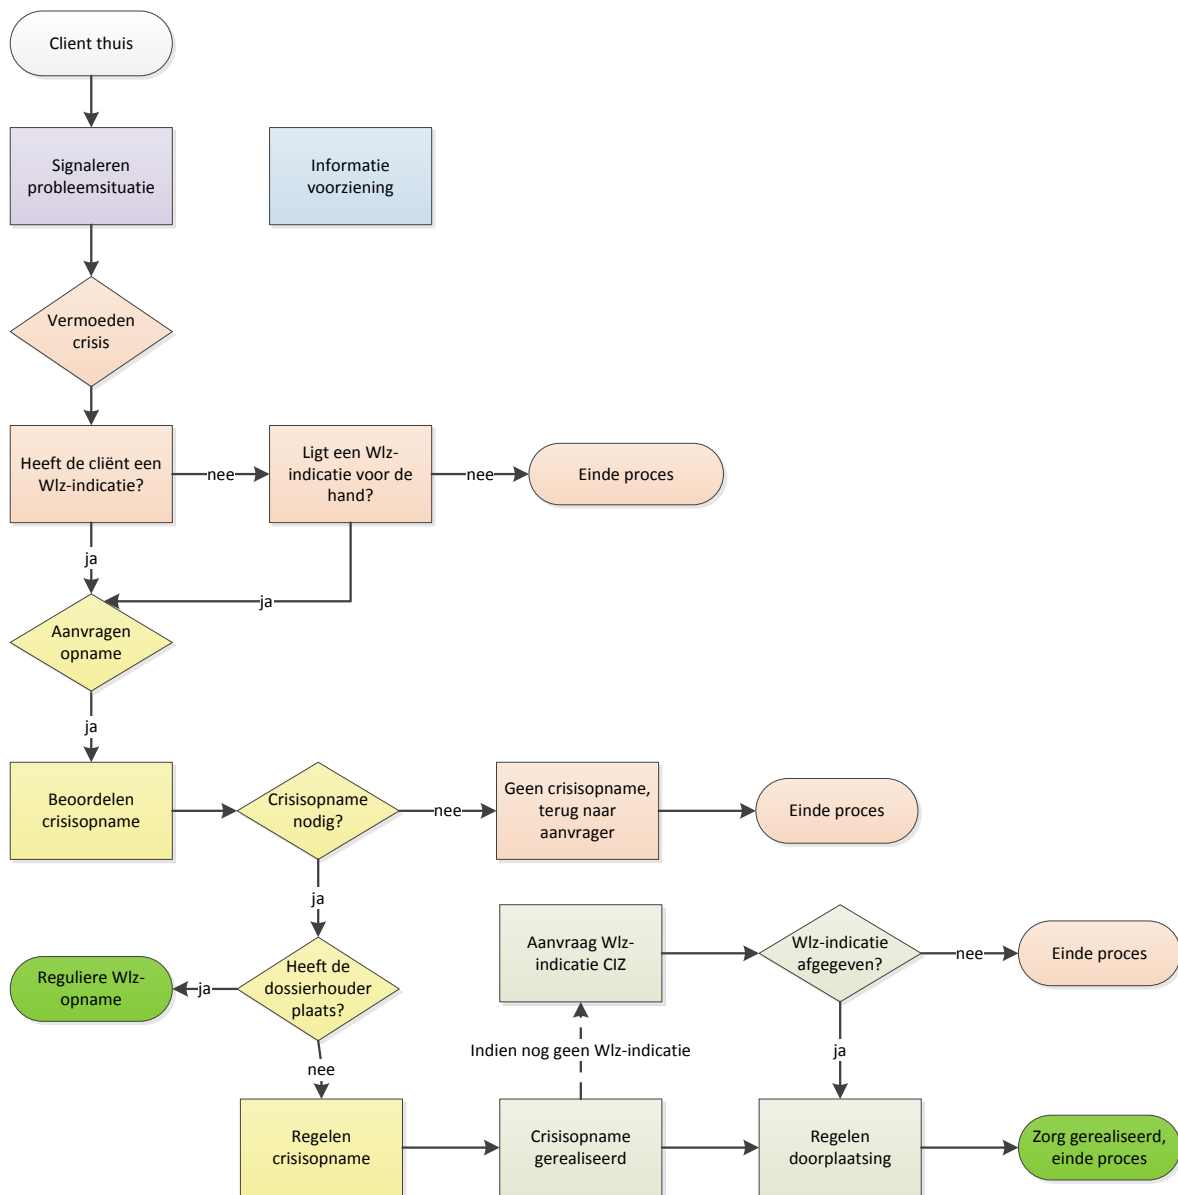 Client thuis
Signaleren
probleemsituatie
Informatie
voorziening
Vermoeden
crisis
Heeft de cliënt een
Wlz-indicatie?
nee
Ligt een Wlz-
indicatie voor de
hand?
nee
Einde proces
ja
ja
Aanvragen
opname
ja
Beoordelen
crisisopname
Crisisopname
nodig?
nee
Geen crisisopname,
terug naar
aanvrager
Einde proces
ja
Aanvraag Wlz-
indicatie CIZ
Wlz-indicatie
afgegeven?
nee
Einde proces
Reguliere Wlz-
opname
ja
Heeft de
dossierhouder
plaats?
Indien nog geen Wlz-indicatie
ja
nee
Regelen
crisisopname
Crisisopname
gerealiseerd
Regelen
doorplaatsing
Zorg gerealiseerd,
einde proces